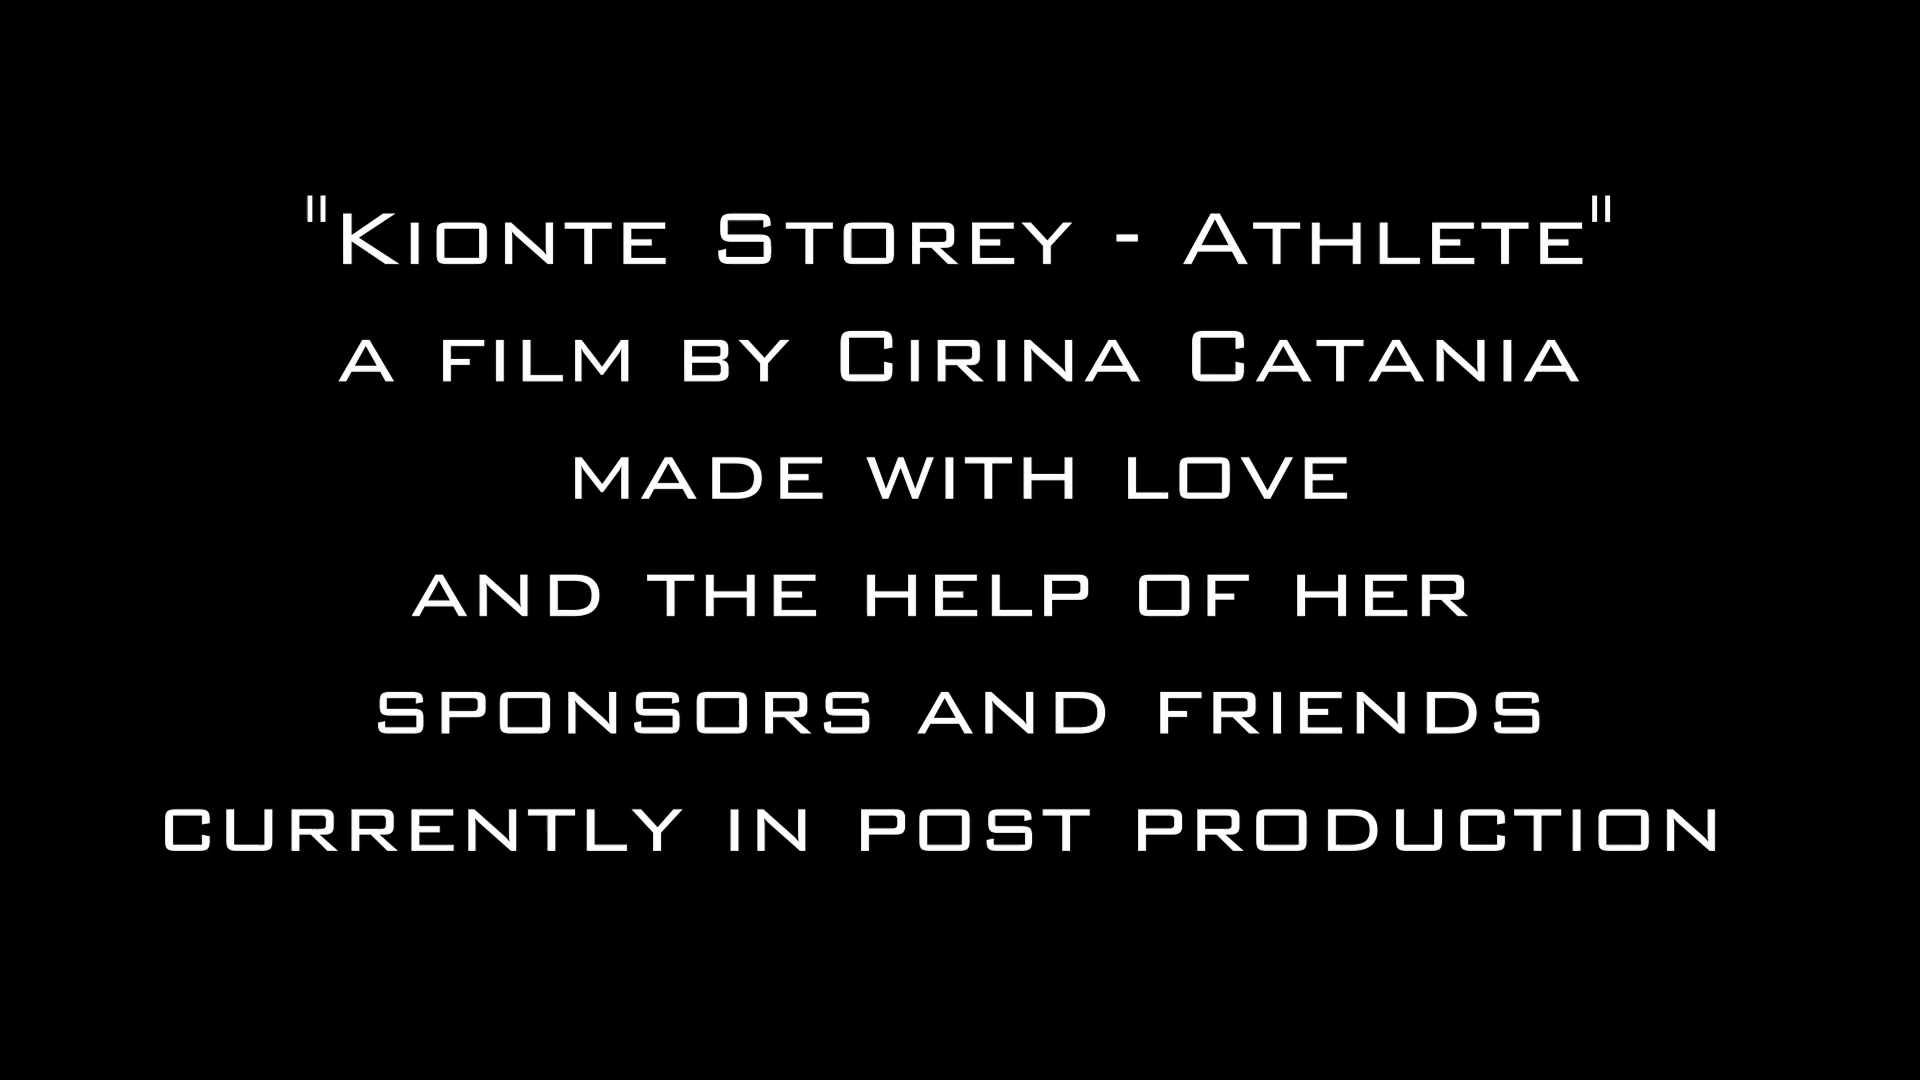 "Kionte Storey - Athlete"
a film by Cirina Catania
made with love
and the help of her
sponsors and friends
currently in post production